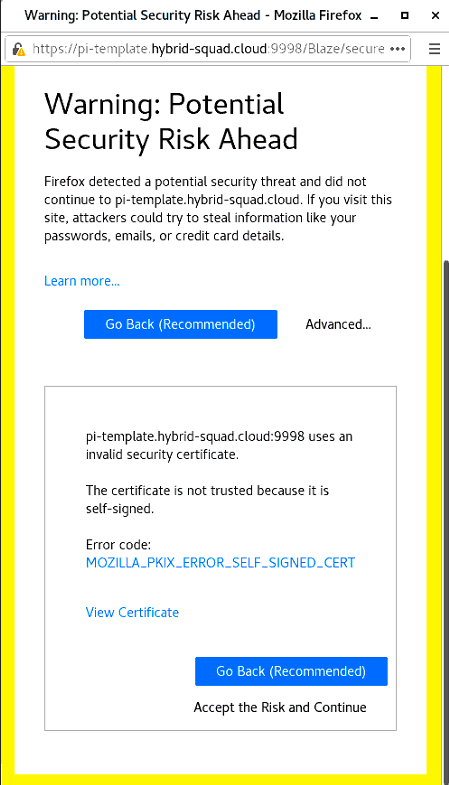 Warning: Potential Security Risk Ahead - Mozilla Firefox
https://pi-template.hybrid-squad.cloud:9998/Blaze/secure
Warning: Potential
Security Risk Ahead
Firefox detected a potential security threat and did not
continue to pi-template.hybrid-squad.cloud. If you visit this
site, attackers could try to steal information like your
passwords, emails, or credit card details.
Learn more...
Go Back (Recommended) Advanced...
pi-template.hybrid-squad.cloud:9998 uses an
invalid security certificate.
The certificate is not trusted because it is
self-signed.
Error code:
MOZILLA_PKIX_ERROR_SELF_SIGNED_CERT
View Certificate
Go Back (Recommended)
Accept the Risk and Continue